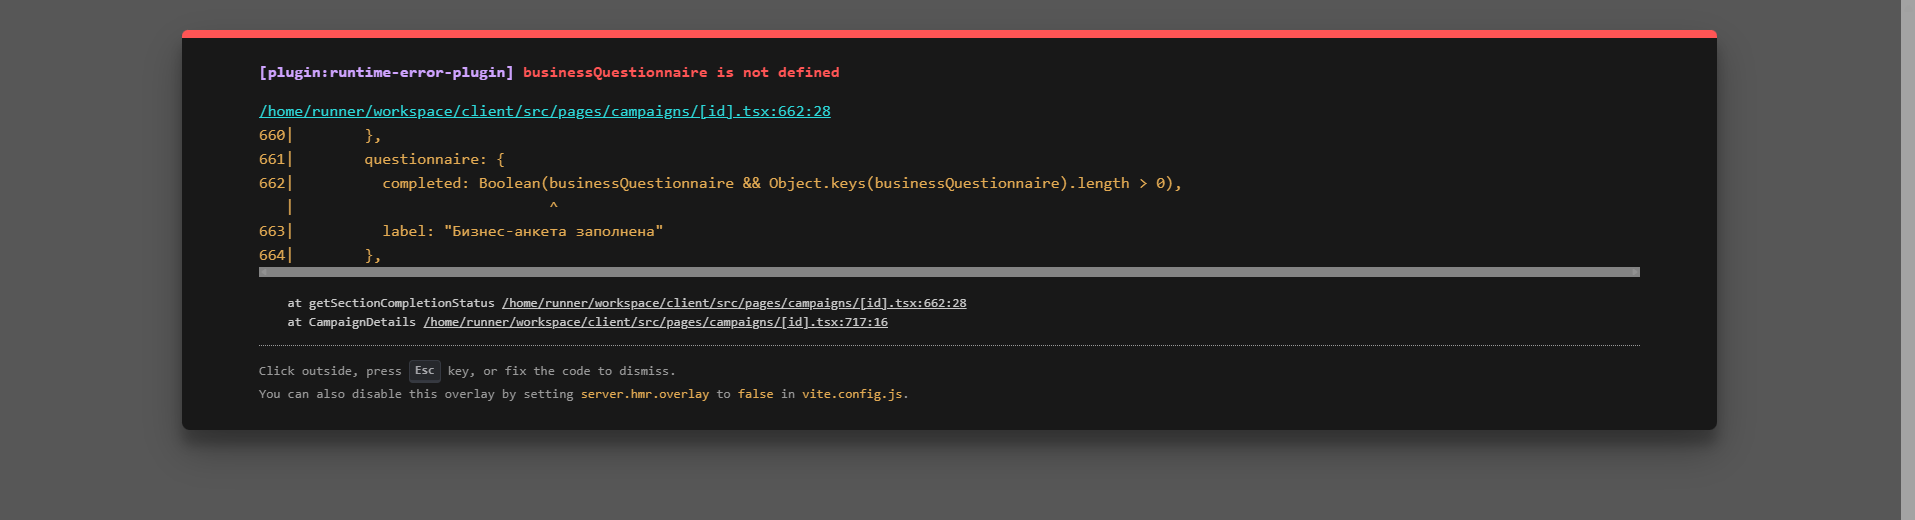 [plugin:runtime-error-plugin] businessQuestionnaire is not defined
/home/runner/workspace/client/src/pages/campaigns/[id].tsx:662:28
660|        },
661|        questionnaire: {
662|          completed: Boolean(businessQuestionnaire && Object.keys(businessQuestionnaire).length > 0),
   |                             ^
663|          label: "Бизнес-анкета заполнена"
664|        },
at getSectionCompletionStatus /home/runner/workspace/client/src/pages/campaigns/[id].tsx:662:28
at CampaignDetails /home/runner/workspace/client/src/pages/campaigns/[id].tsx:717:16
Click outside, press Esc key, or fix the code to dismiss.
You can also disable this overlay by setting server.hmr.overlay to false in vite.config.js.